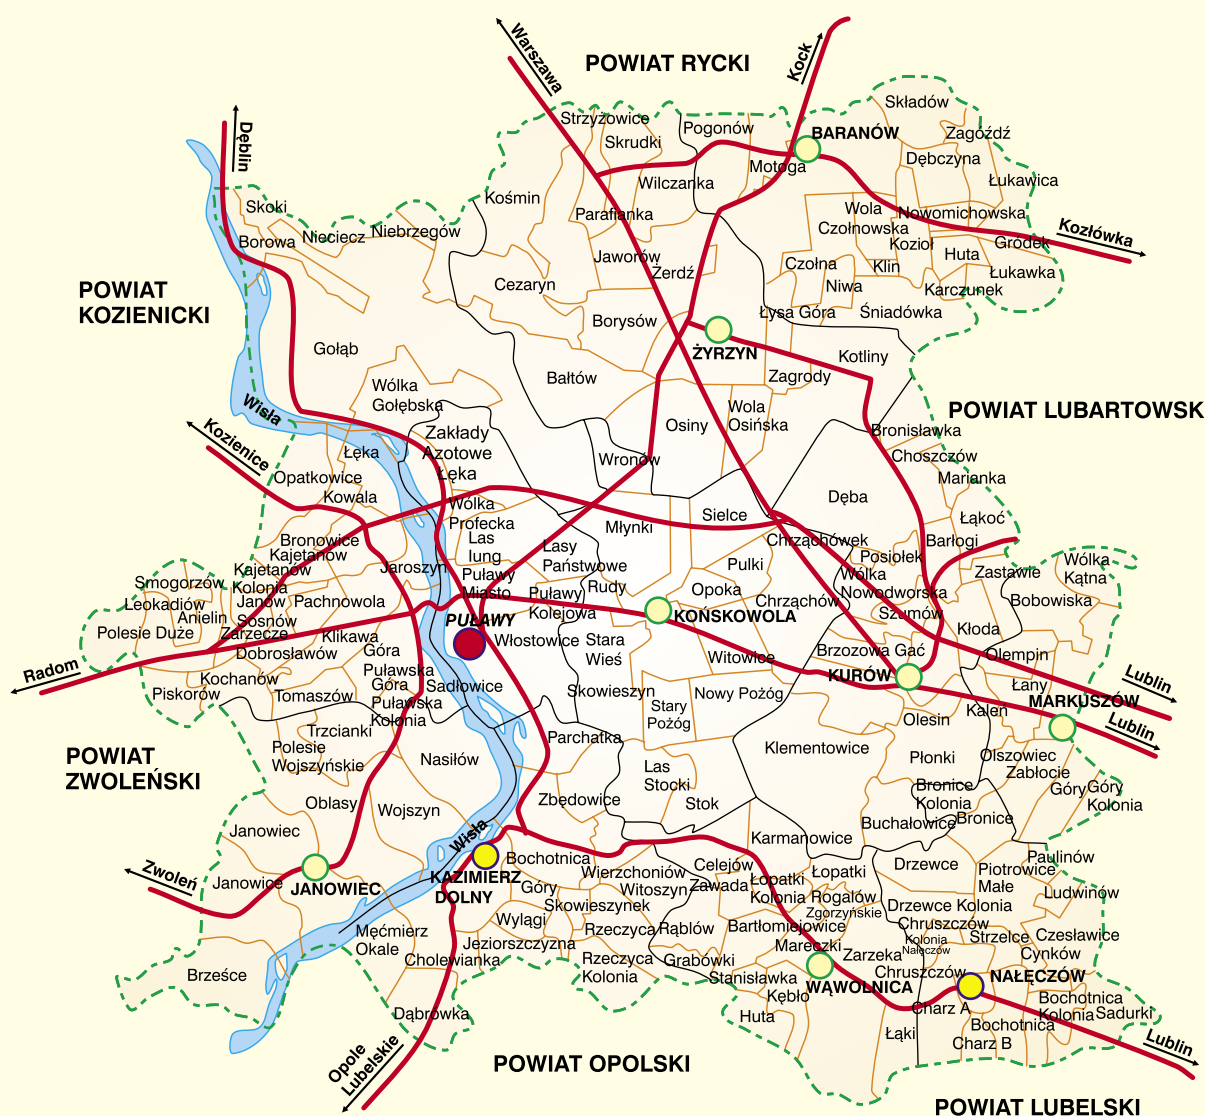 POWIAT RYCKI
Warszawa
Kock
Składów
Strzyżowice
Pogonów
BARANÓW
Zagóźdź
Skrudki
Dęblin
Motoga
Dębczyna
Wilczanka
Łukawica
Kośmin
Skoki
Parafianka
Wola
Czołnowska
Nowomichowska
Kozłówka
Borowa
Nieciecz
Niebrzegów
Kozioł
Gródek
Jaworów
Żerdź
Czołna
Klin
Huta
Łukawka
Cezaryn
Niwa
Karczunek
POWIAT
KOZIENICKI
Borysów
Łysa Góra
Śniadówka
Gołąb
ŻYRZYN
Kotliny
Bałtów
Zagrody
Wólka
Gołębska
Wisła
Wola
Osińska
POWIAT LUBARTOWSK
Osiny
Bronisławka
Kozienice
Zakłady
Azotowe
Łęka
Łęka
Wronów
Choszczów
Opatkowice
Marianka
Kowala
Dęba
Wólka
Profecka
Sielce
Młynki
Łąkoć
Bronowice
Las
Iung
Lasy
Państwowe
Chrząchówek
Barłogi
Kajetanów
Kajetanów
Kolonia
Jaroszyn
Puławy
Miasto
Rudy
Pulki
Posiołek
Wólka
Nowodworska
Zastawie
Wólka
Kątna
Smogorzów
Janów
Pachnowola
Puławy
Kolejowa
Opoka
Chrząchów
Bobowiska
Leokadiów
Anielin
Sosnów
PUŁAWY
KOŃSKOWOLA
Szumów
Polesie Duże
Zarzecze
Klikawa
Włostowice
Stara
Wieś
Kłoda
Dobrosławów
Góra
Puławska
Witowice
Brzozowa Gać
Olempin
Radom
Kochanów
Góra
Puławska
Kolonia
Sadłowice
KURÓW
Łany
Lublin
Piskorów
Tomaszów
Skowieszyn
Nowy Pożóg
MARKUSZÓW
Stary
Pożóg
Kaleń
Olesin
Lublin
Trzcianki
Parchatka
Klementowice
POWIAT
ZWOLEŃSKI
Polesie
Wojszyńskie
Nasiłów
Płonki
Olszowiec
Las
Stocki
Zabłocie
Oblasy
Wojszyn
Zbędowice
Stok
Bronice
Kolonia
Góry
Góry
Kolonia
Janowiec
Wisła
Buchałowice
Bronice
Karmanowice
Zwoleń
Janowice
JANOWIEC
KAZIMIERZ
DOLNY
Bochotnica
Wierzchoniów
Celejów
Drzewce
Paulinów
Góry
Witoszyn
Zawada
Łopatki
Kolonia
Łopatki
Piotrowice
Małe
Ludwinów
Skowieszynek
Rogalów
Zgorzyńskie
Drzewce Kolonia
Wylągi
Rzeczyca
Rąblów
Bartłomiejowice
Chruszczów
Mećmierz
Okale
Jeziorszczyzna
Mareczki
Kolonia
Nałęczów
Strzelce
Czesławice
Cholewianka
Rzeczyca
Kolonia
Grabówki
Zarzeka
Cynków
Brześce
Stanisławka
Chruszczów
NAŁĘCZÓW
Kębło
WĄWOLNICA
Dąbrówka
Huta
Charz A
Bochotnica
Kolonia
Sadurki
Łąki
Bochotnica
Charz B
Opole
Lubelskie
POWIAT OPOLSKI
Lublin
POWIAT LUBELSKI